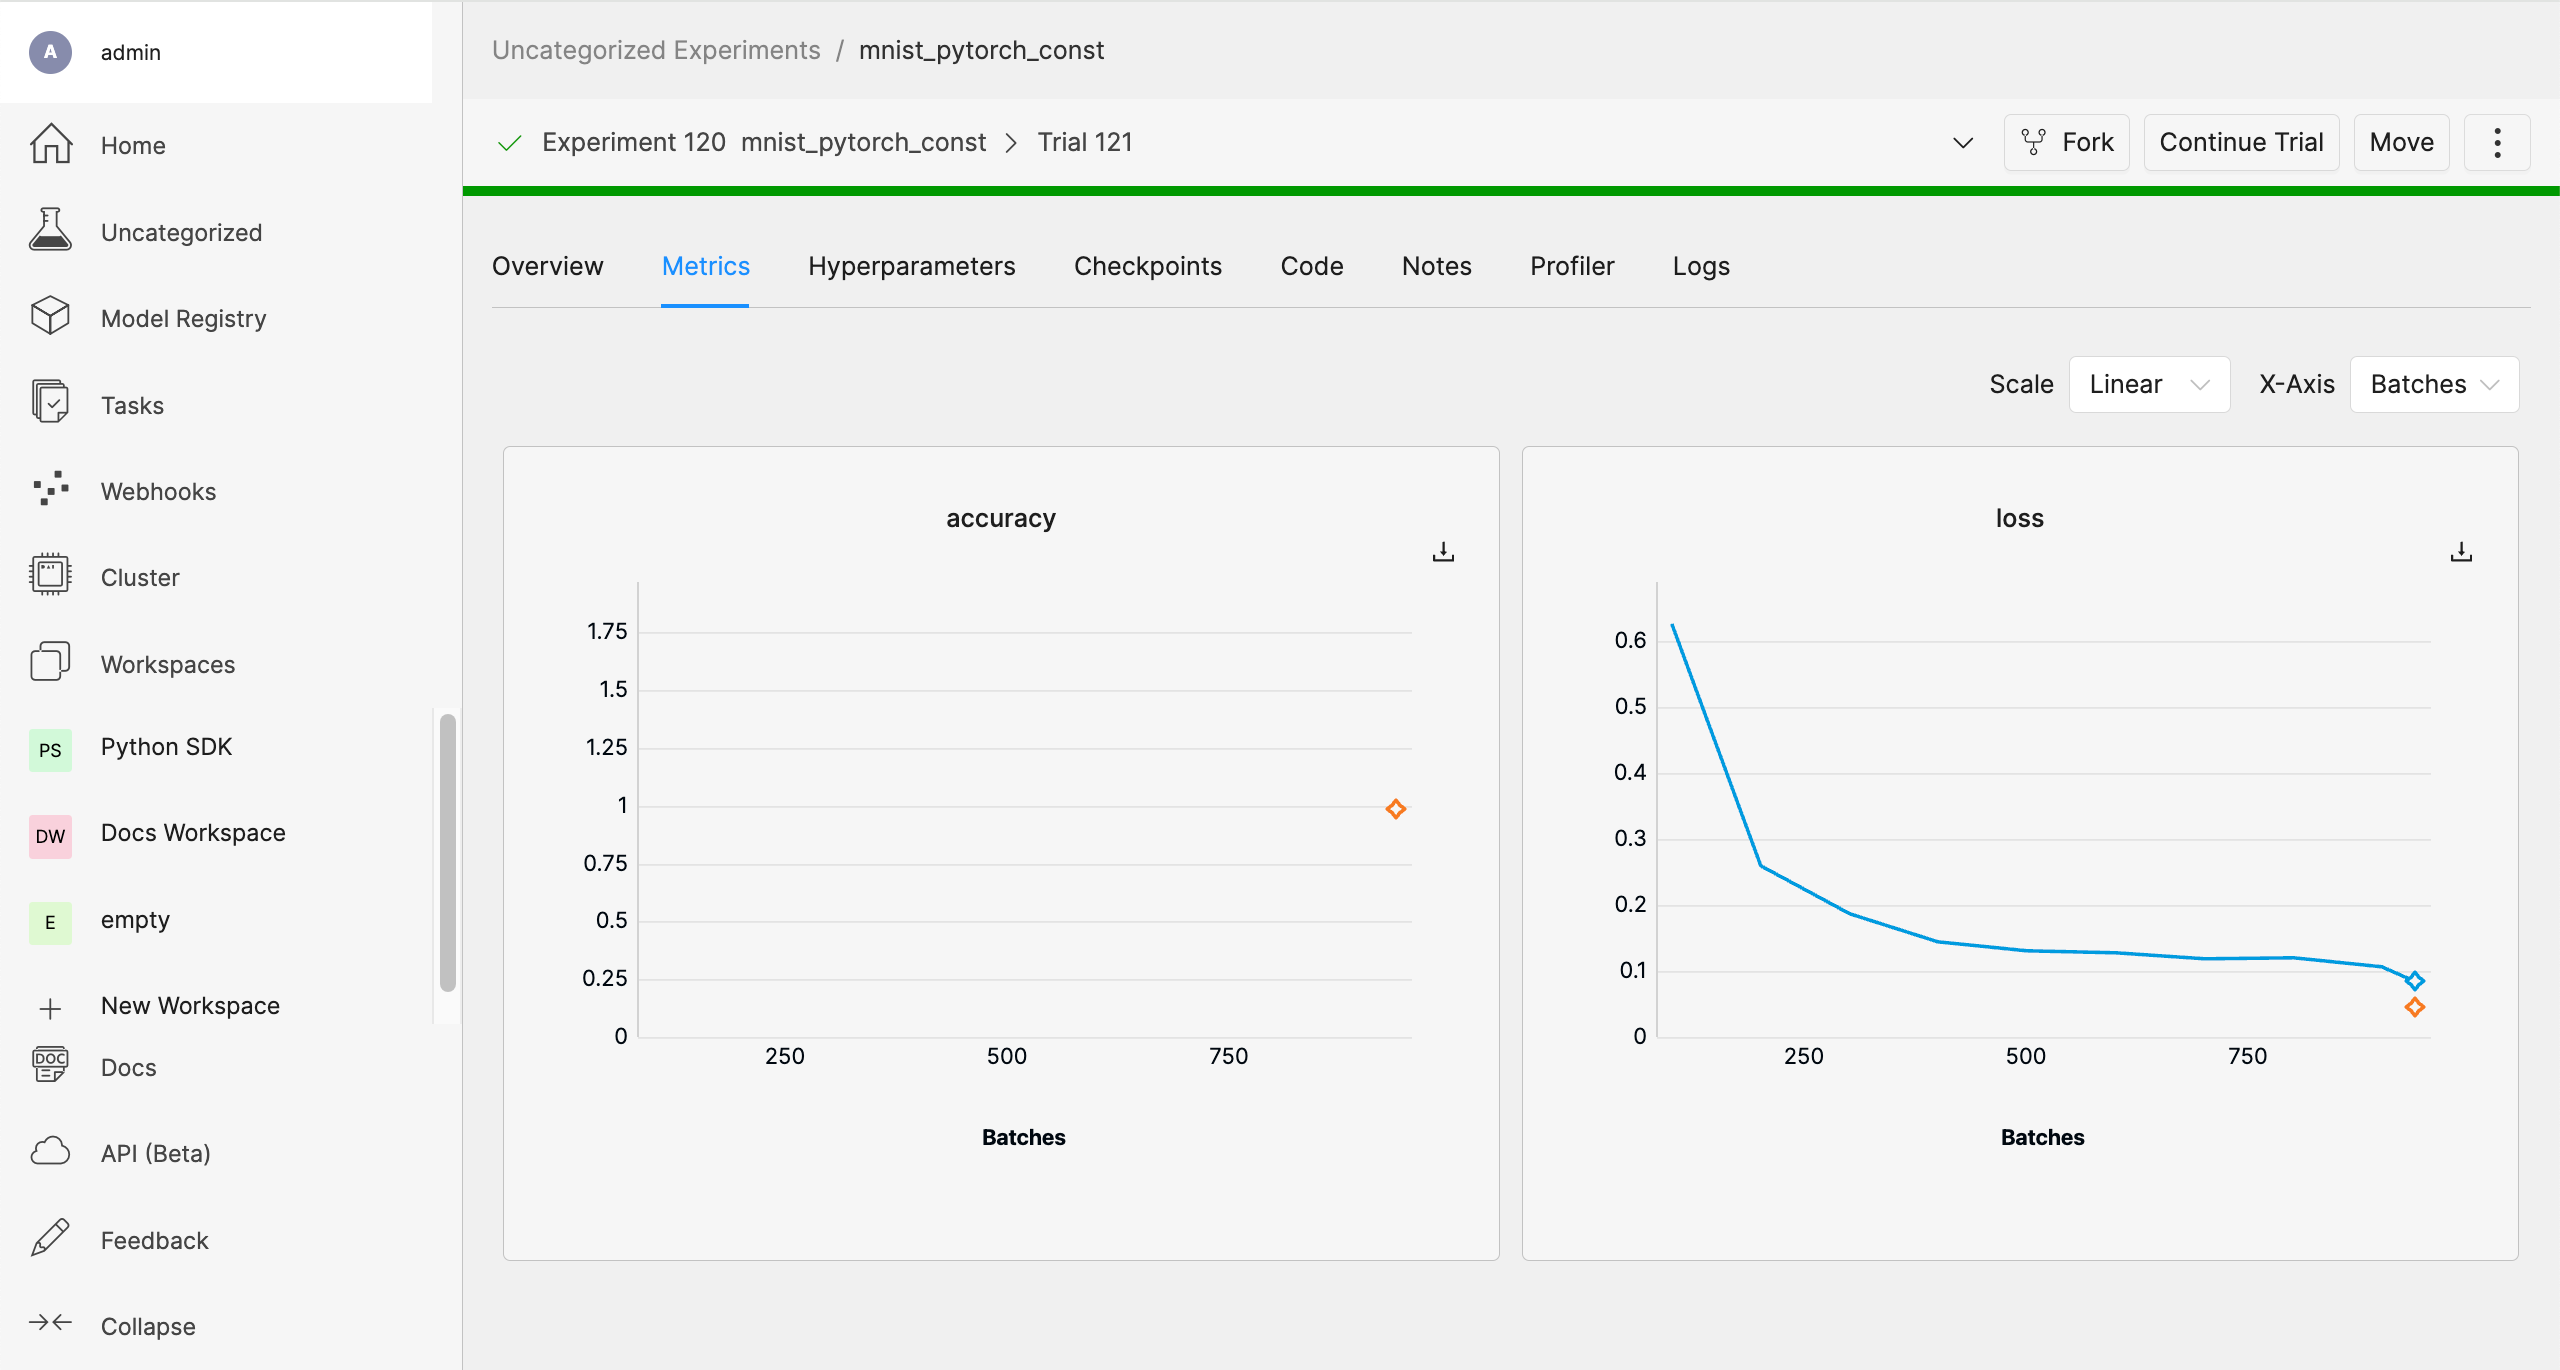 A admin
Home
Uncategorized
Model Registry
Tasks
Webhooks
Cluster
Workspaces
PS Python SDK
DW Docs Workspace
E empty
New Workspace
DOC Docs
API (Beta)
Feedback
Collapse
Uncategorized Experiments / mnist_pytorch_const
Experiment 120 mnist_pytorch_const > Trial 121
Fork
Continue Trial
Move
Overview Metrics Hyperparameters Checkpoints Code Notes Profiler Logs
Scale Linear X-Axis Batches
accuracy
1.75
1.5
1.25
1
0.75
0.5
0.25
0
250 500 750
Batches
loss
0.6
0.5
0.4
0.3
0.2
0.1
0
250 500 750
Batches